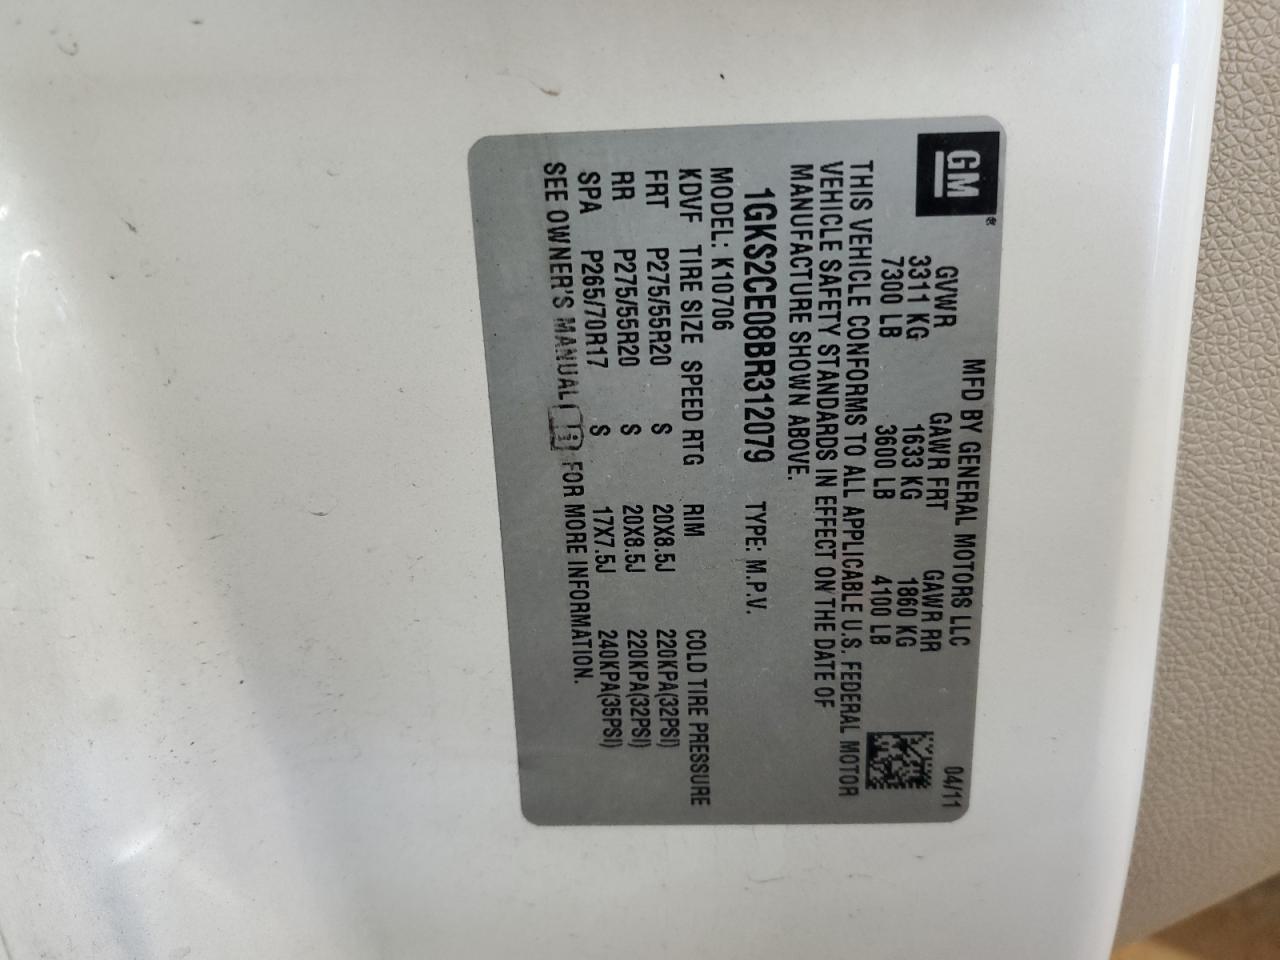 GM®
MFD BY GENERAL MOTORS LLC 04/11
GVWR GAWR FRT GAWR RR
3311 KG 1633 KG 1860 KG
7300 LB 3600 LB 4100 LB
THIS VEHICLE CONFORMS TO ALL APPLICABLE U.S. FEDERAL MOTOR
VEHICLE SAFETY STANDARDS IN EFFECT ON THE DATE OF
MANUFACTURE SHOWN ABOVE.
1GKS2CE08BR312079 TYPE: M.P.V.
MODEL: K10706
KDVF TIRE SIZE SPEED RTG RIM COLD TIRE PRESSURE
FRT P275/55R20 S 20X8.5J 220KPA(32PSI)
RR P275/55R20 S 20X8.5J 220KPA(32PSI)
SPA P265/70R17 S 17X7.5J 240KPA(35PSI)
SEE OWNER'S MANUAL FOR MORE INFORMATION.